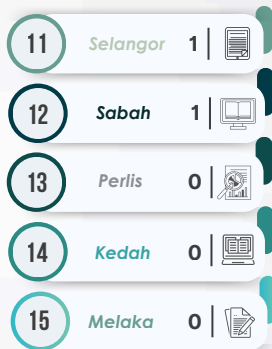 11 Selangor 1
12 Sabah 1
13 Perlis 0
14 Kedah 0
15 Melaka 0